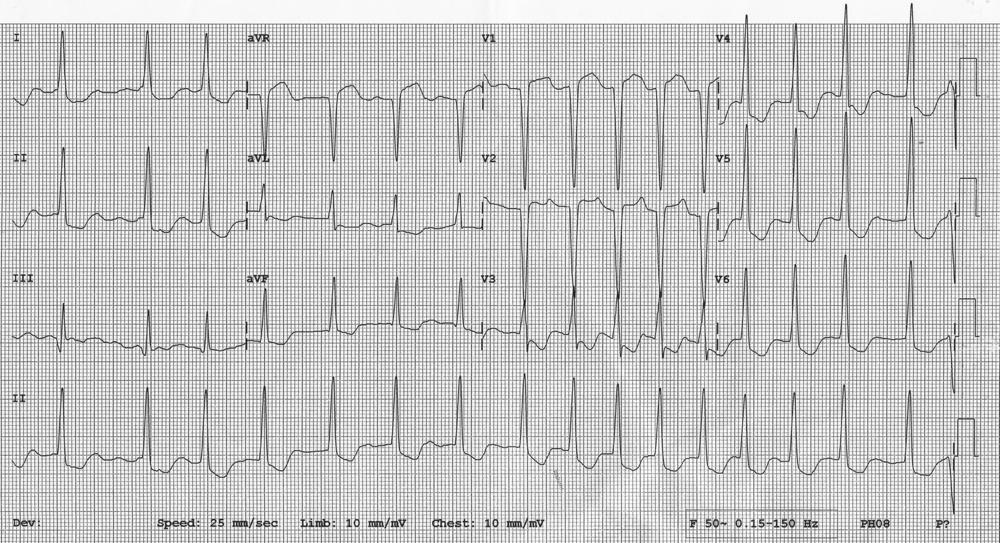 I aVR V1 V4
II aVL V2 V5
III aVF V3 V6
II
Dev: Speed: 25 mm/sec Limb: 10 mm/mV Chest: 10 mm/mV F 50~ 0.15-150 Hz PH08 P?